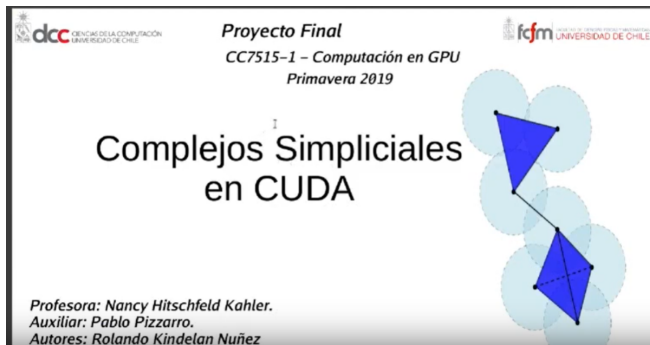 dcc CIENCIAS DE LA COMPUTACIÓN
UNIVERSIDAD DE CHILE
Proyecto Final
fcfm
UNIVERSIDAD DE CHILE
CC7515-1 – Computación en GPU
Primavera 2019
Complejos Simpliciales
en CUDA
Profesora: Nancy Hitschfeld Kahler.
Auxiliar: Pablo Pizzarro.
Autores: Rolando Kindelan Nuñez